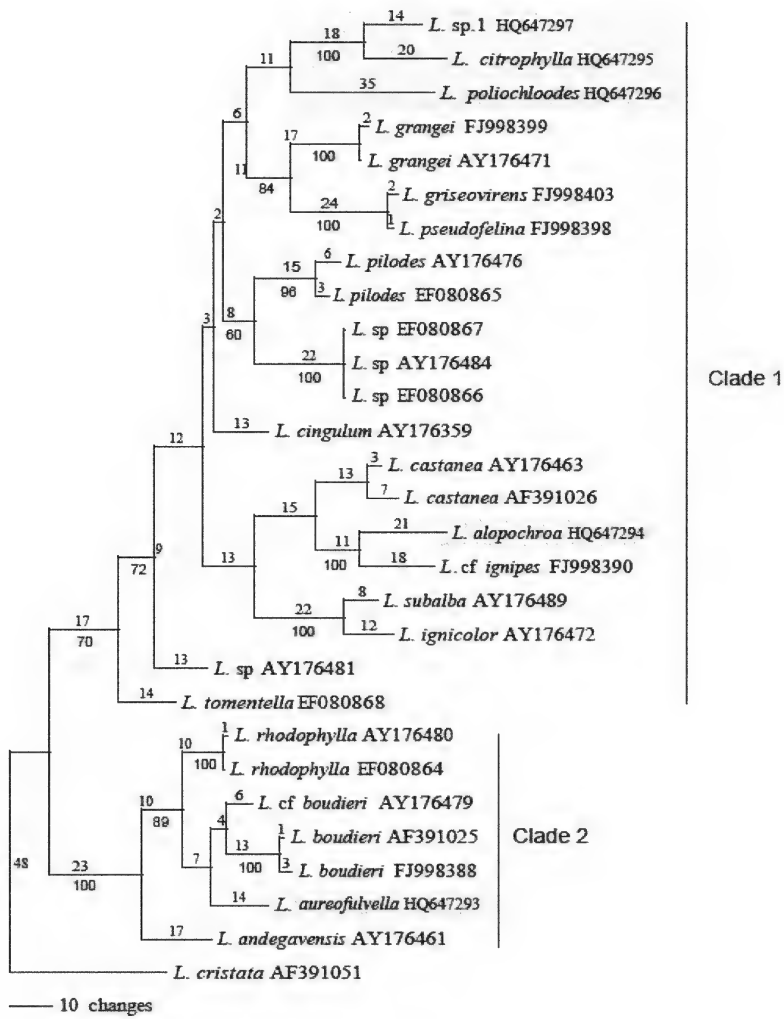 14
L. sp.1 HQ647297
18
100
20
L. citrophylla HQ647295
11
35
L. poliochloodes HQ647296
6
2
L. grangei FJ998399
17
100
L. grangei AY176471
11
84
2
L. griseovirens FJ998403
24
100
1
L. pseudofelina FJ998398
2
6
L. pilodes AY176476
15
96
3
L. pilodes EF080865
8
60
L. sp EF080867
22
100
L. sp AY176484
L. sp EF080866
Clade 1
3
13
L. cingulum AY176359
12
3
L. castanea AY176463
13
7
L. castanea AF391026
15
21
L. alopochroa HQ647294
11
100
18
L. cf ignipes FJ998390
13
8
L. subalba AY176489
22
100
12
L. ignicolor AY176472
9
72
13
L. sp AY176481
17
70
14
L. tomentella EF080868
1
L. rhodophylla AY176480
10
100
L. rhodophylla EF080864
10
89
6
L. cf boudieri AY176479
4
1
L. boudieri AF391025
13
100
3
L. boudieri FJ998388
Clade 2
7
14
L. aureofulvella HQ647293
23
100
17
L. andegavensis AY176461
48
L. cristata AF391051
10 changes